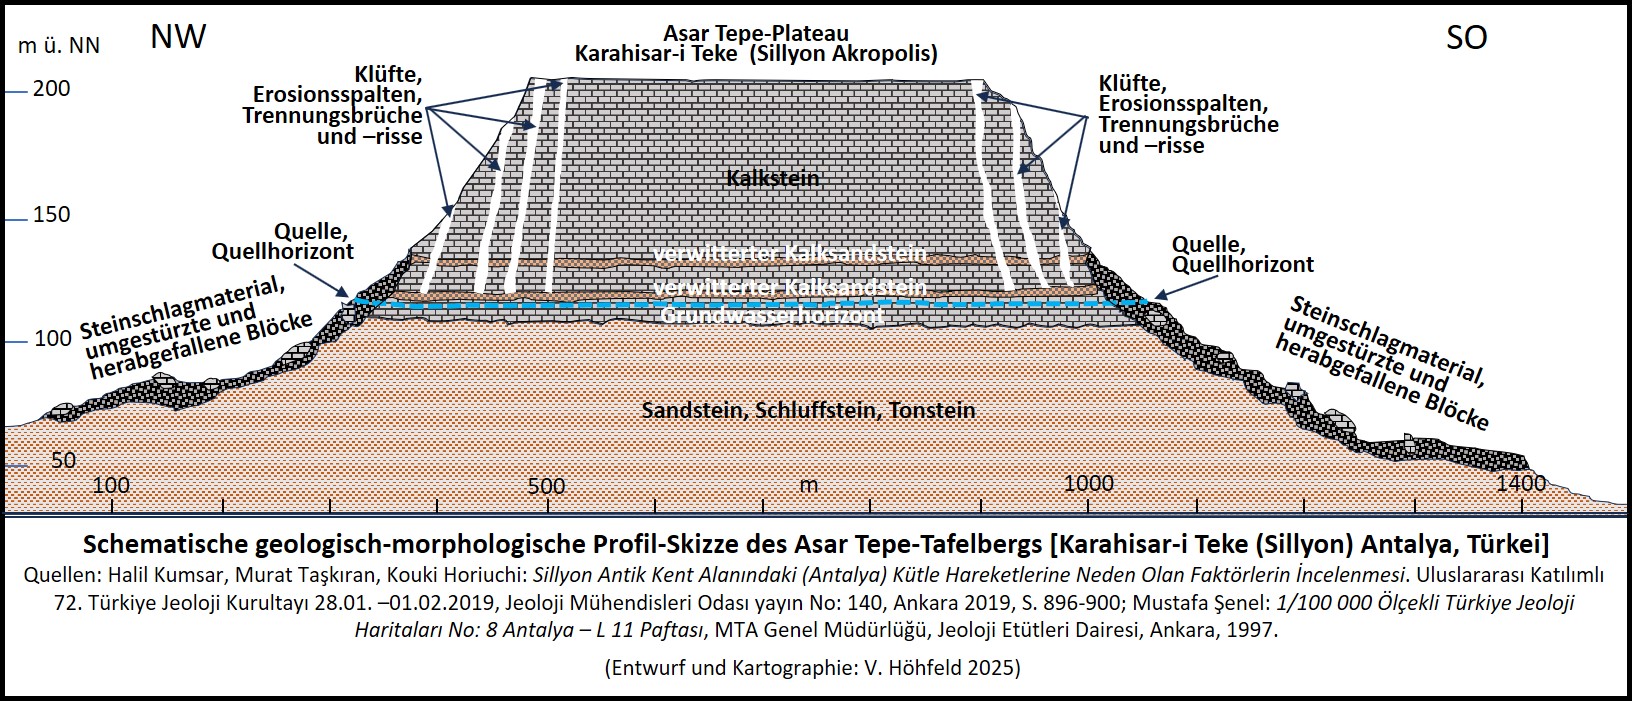 m ü. NN
NW
Asar Tepe-Plateau
Karahisar-i Teke (Sillyon Akropolis)
SO
Klüfte,
Erosionsspalten,
Trennungsbrüche
und –risse
Klüfte,
Erosionsspalten,
Trennungsbrüche
und –risse
200
150
100
50
Kalkstein
Quelle,
Quellhorizont
Quelle,
Quellhorizont
verwitterter Kalksandstein
verwitterter Kalksandstein
Grundwasserhorizont
Steinschlagmaterial,
umgestürzte und
herabgefallene Blöcke
Steinschlagmaterial,
umgestürzte und
herabgefallene Blöcke
Sandstein, Schluffstein, Tonstein
100
500
m
1000
1400
Schematische geologisch-morphologische Profil-Skizze des Asar Tepe-Tafelbergs [Karahisar-i Teke (Sillyon) Antalya, Türkei]
Quellen: Halil Kumsar, Murat Taşkıran, Kouki Horiuchi: Sillyon Antik Kent Alanındaki (Antalya) Kütle Hareketlerine Neden Olan Faktörlerin İncelenmesi. Uluslararası Katılımlı
72. Türkiye Jeoloji Kurultayı 28.01. –01.02.2019, Jeoloji Mühendisleri Odası yayın No: 140, Ankara 2019, S. 896-900; Mustafa Şenel: 1/100 000 Ölçekli Türkiye Jeoloji
Haritaları No: 8 Antalya – L 11 Paftası, MTA Genel Müdürlüğü, Jeoloji Etütleri Dairesi, Ankara, 1997.
(Entwurf und Kartographie: V. Höhfeld 2025)